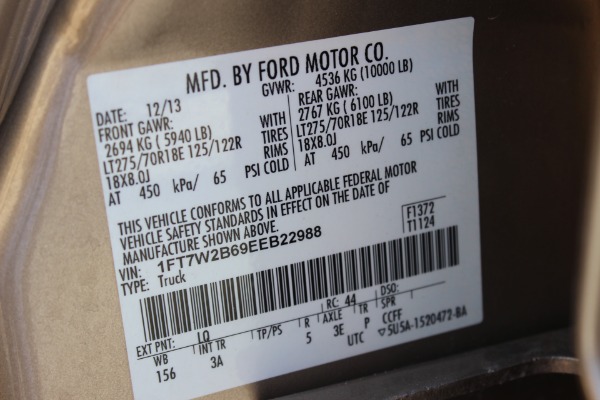 MFD. BY FORD MOTOR CO.
DATE: 12/13 GVWR: 4536 KG (10000 LB)
FRONT GAWR: REAR GAWR:
2694 KG ( 5940 LB) WITH 2767 KG ( 6100 LB) WITH
LT275/70R18E 125/122R TIRES LT275/70R18E 125/122R TIRES
18X8.0J RIMS 18X8.0J RIMS
AT 450 kPa/ 65 PSI COLD AT 450 kPa/ 65 PSI COLD
THIS VEHICLE CONFORMS TO ALL APPLICABLE FEDERAL MOTOR
VEHICLE SAFETY STANDARDS IN EFFECT ON THE DATE OF
MANUFACTURE SHOWN ABOVE.
F1372
VIN: 1FT7W2B69EEB22988
T1124
TYPE: Truck
EXT PNT: LQ RC: 44 DSO:
WB INT TR TP/PS R AXLE TR SPR
156 3A 5 3E P CCFF
UTC ▽5U5A-1520472-BA